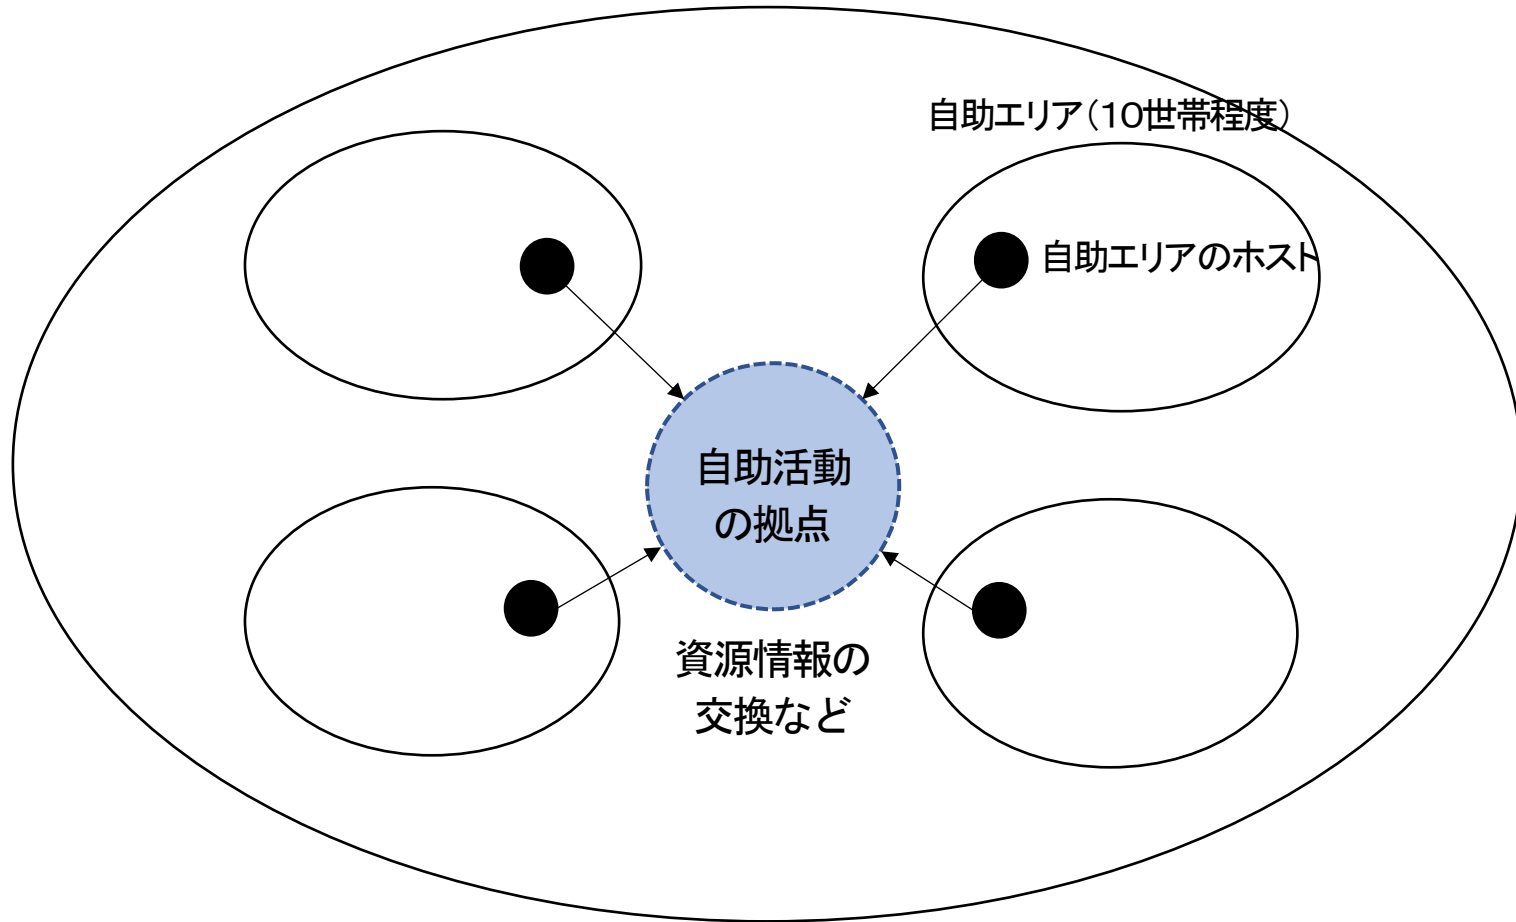 自助エリア（10世帯程度）
自助エリアのホスト
自助活動
の拠点
資源情報の
交換など